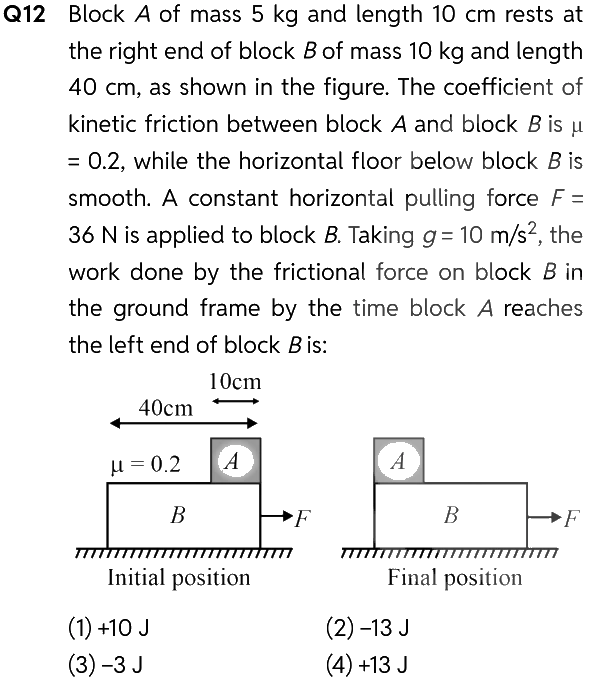 Q12 Block A of mass 5 kg and length 10 cm rests at
the right end of block B of mass 10 kg and length
40 cm, as shown in the figure. The coefficient of
kinetic friction between block A and block B is μ
= 0.2, while the horizontal floor below block B is
smooth. A constant horizontal pulling force F =
36 N is applied to block B. Taking g = 10 m/s², the
work done by the frictional force on block B in
the ground frame by the time block A reaches
the left end of block B is:
10cm
40cm
μ = 0.2 A A
B F B F
Initial position Final position
(1) +10 J (2) –13 J
(3) –3 J (4) +13 J